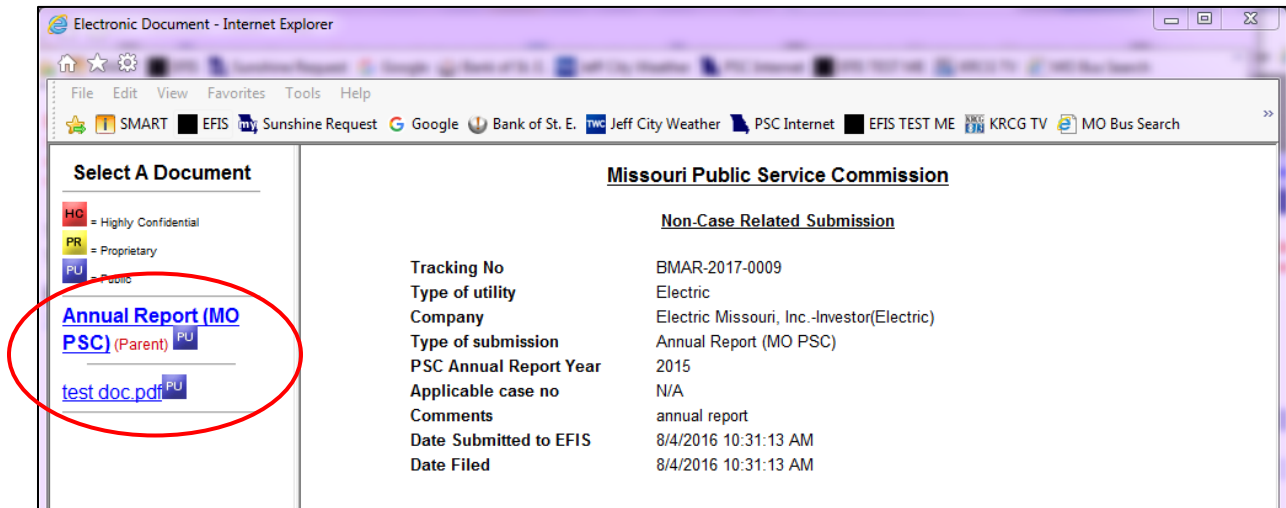 Electronic Document - Internet Explorer
File Edit View Favorites Tools Help
SMART EFIS my Sunshine Request G Google Bank of St. E. TWC Jeff City Weather PSC Internet EFIS TEST ME KRCG TV MO Bus Search »
Select A Document
HC = Highly Confidential
PR = Proprietary
PU = Public
Annual Report (MO
PSC) (Parent) PU
test doc.pdf PU
Missouri Public Service Commission
Non-Case Related Submission
Tracking No BMAR-2017-0009
Type of utility Electric
Company Electric Missouri, Inc.-Investor(Electric)
Type of submission Annual Report (MO PSC)
PSC Annual Report Year 2015
Applicable case no N/A
Comments annual report
Date Submitted to EFIS 8/4/2016 10:31:13 AM
Date Filed 8/4/2016 10:31:13 AM